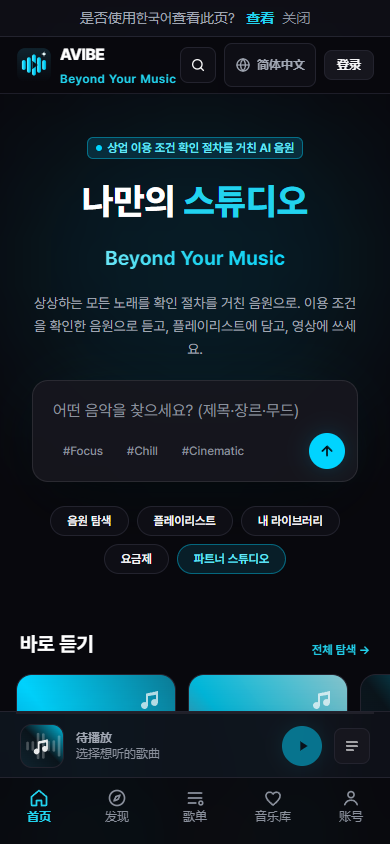 是否使用한국어查看此页? 查看 关闭
AVIBE
Beyond Your Music
简体中文
登录
상업 이용 조건 확인 절차를 거친 AI 음원
나만의 스튜디오
Beyond Your Music
상상하는 모든 노래를 확인 절차를 거친 음원으로. 이용 조건
을 확인한 음원으로 듣고, 플레이리스트에 담고, 영상에 쓰세
요.
어떤 음악을 찾으세요? (제목·장르·무드)
#Focus #Chill #Cinematic
음원 탐색 플레이리스트 내 라이브러리
요금제 파트너 스튜디오
바로 듣기
전체 탐색 →
待播放
选择想听的歌曲
首页 发现 歌单 音乐库 账号